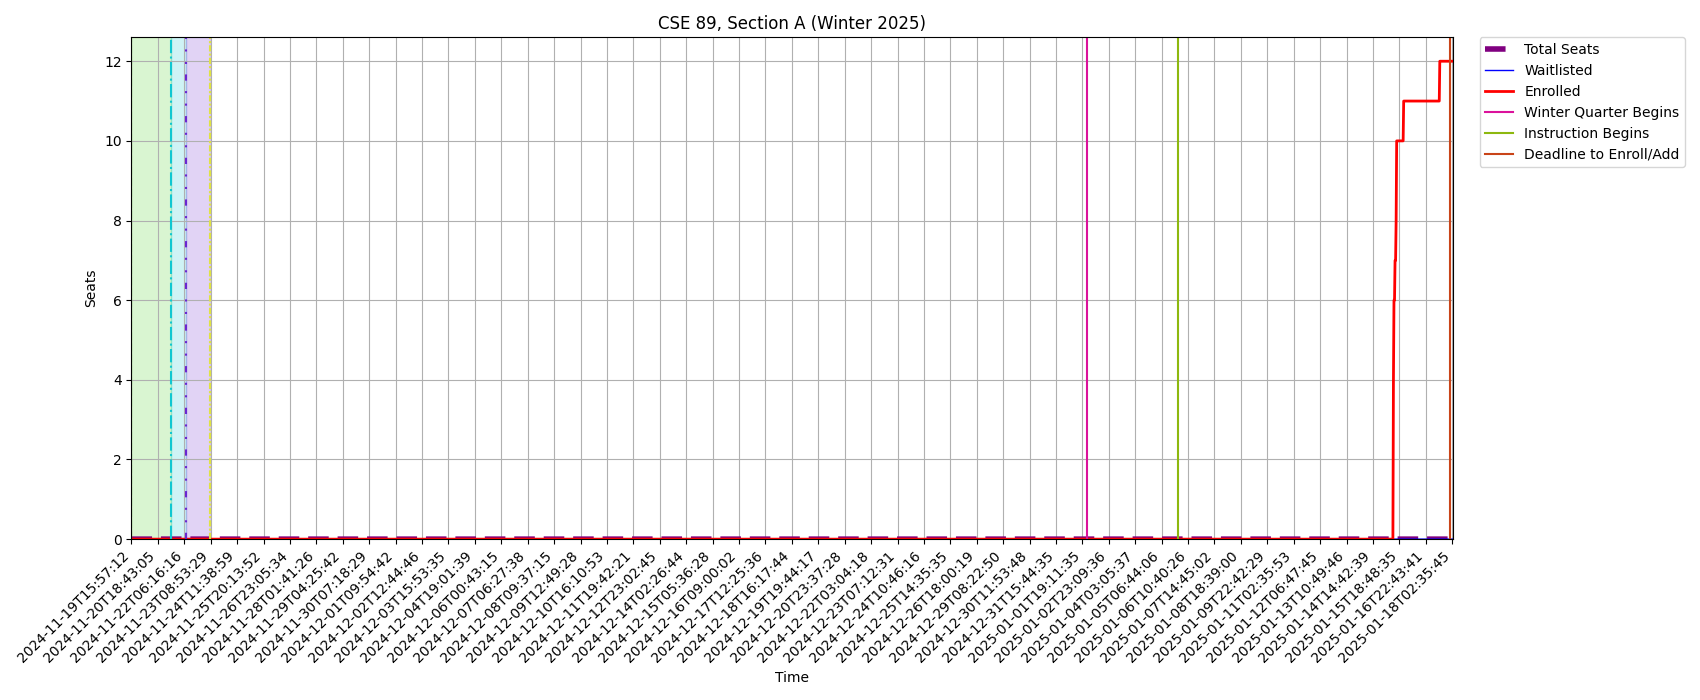 CSE 89, Section A (Winter 2025)
Total Seats
Waitlisted
Enrolled
Winter Quarter Begins
Instruction Begins
Deadline to Enroll/Add
Seats
12
10
8
6
4
2
0
2024-11-19T15:57:12
2024-11-20T18:43:05
2024-11-22T06:16:16
2024-11-23T08:53:29
2024-11-24T11:38:59
2024-11-25T20:13:52
2024-11-26T23:05:34
2024-11-28T01:41:26
2024-11-29T04:25:42
2024-11-30T07:18:29
2024-12-01T09:54:42
2024-12-02T12:44:46
2024-12-03T15:53:35
2024-12-04T19:01:39
2024-12-06T00:43:15
2024-12-07T06:27:38
2024-12-08T09:37:15
2024-12-09T12:49:28
2024-12-10T16:10:53
2024-12-11T19:42:21
2024-12-12T23:02:45
2024-12-14T02:26:44
2024-12-15T05:36:28
2024-12-16T09:00:02
2024-12-17T12:25:36
2024-12-18T16:17:44
2024-12-19T19:44:17
2024-12-20T23:37:28
2024-12-22T03:04:18
2024-12-23T07:12:31
2024-12-24T10:46:16
2024-12-25T14:35:35
2024-12-26T18:00:19
2024-12-29T08:22:50
2024-12-30T11:53:48
2024-12-31T15:44:35
2025-01-01T19:11:35
2025-01-02T23:09:36
2025-01-04T03:05:37
2025-01-05T06:44:06
2025-01-06T10:40:26
2025-01-07T14:45:02
2025-01-08T18:39:00
2025-01-09T22:42:29
2025-01-11T02:35:53
2025-01-12T06:47:45
2025-01-13T10:49:46
2025-01-14T14:42:39
2025-01-15T18:48:35
2025-01-16T22:43:41
2025-01-18T02:35:45
Time